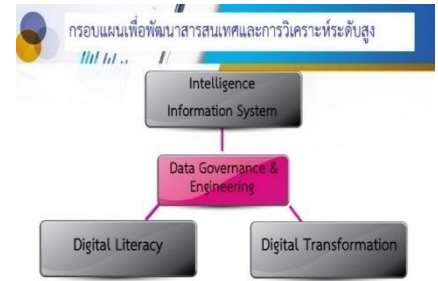 กรอบแผนเพื่อพัฒนาสารสนเทศและการวิเคราะห์ระดับสูง
Intelligence
Information System
Data Governance &
Engineering
Digital Literacy
Digital Transformation